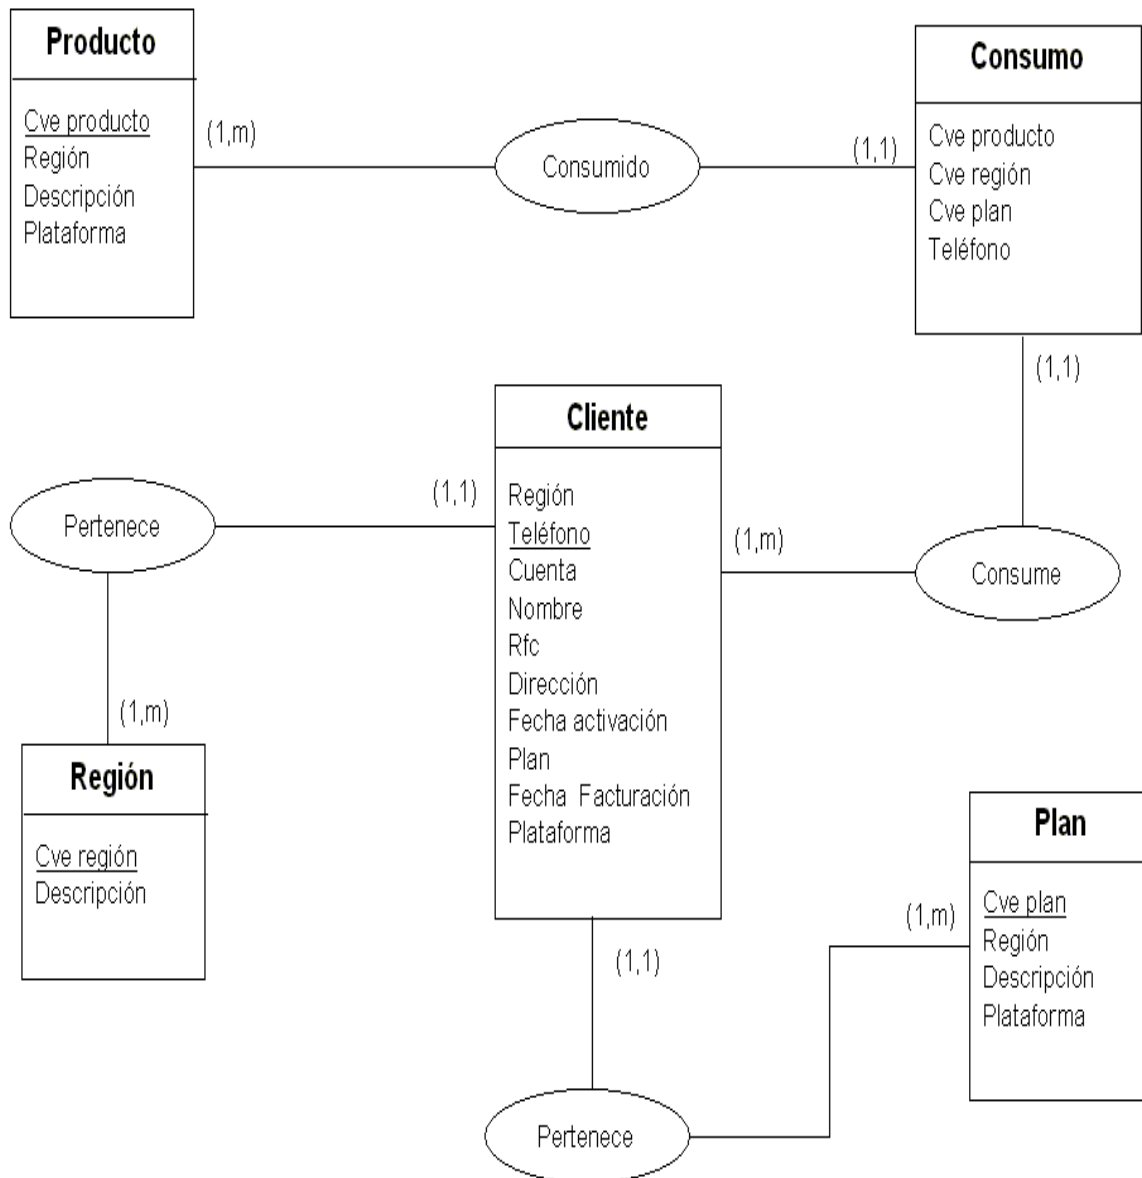 Producto
Cve producto
Región
Descripción
Plataforma
(1,m)
Consumido
(1,1)
Consumo
Cve producto
Cve región
Cve plan
Teléfono
(1,1)
Cliente
Región
Teléfono
Cuenta
Nombre
Rfc
Dirección
Fecha activación
Plan
Fecha Facturación
Plataforma
(1,1)
Pertenece
(1,m)
Consume
(1,m)
Región
Cve región
Descripción
Plan
Cve plan
Región
Descripción
Plataforma
(1,m)
(1,1)
Pertenece